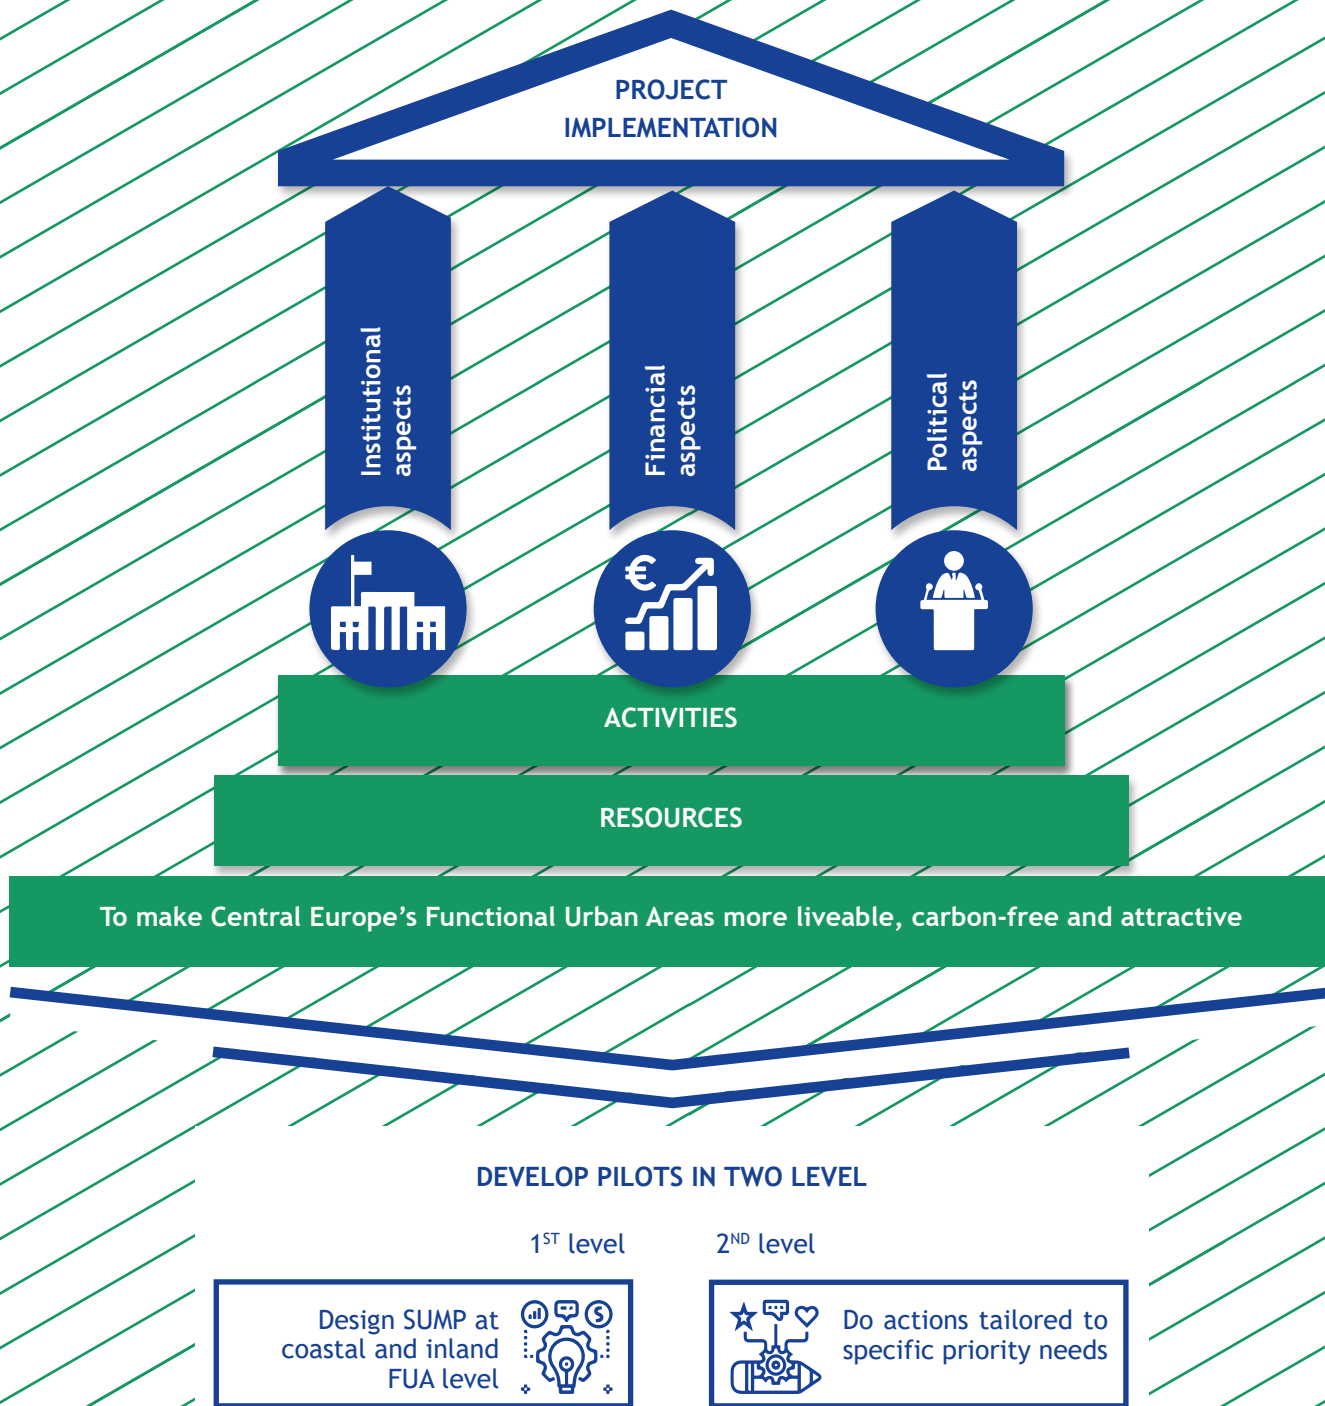 PROJECT
IMPLEMENTATION
Institutional
aspects
Financial
aspects
Political
aspects
€
ACTIVITIES
RESOURCES
To make Central Europe’s Functional Urban Areas more liveable, carbon-free and attractive
DEVELOP PILOTS IN TWO LEVEL
1ST level
2ND level
Design SUMP at
coastal and inland
FUA level
Do actions tailored to
specific priority needs